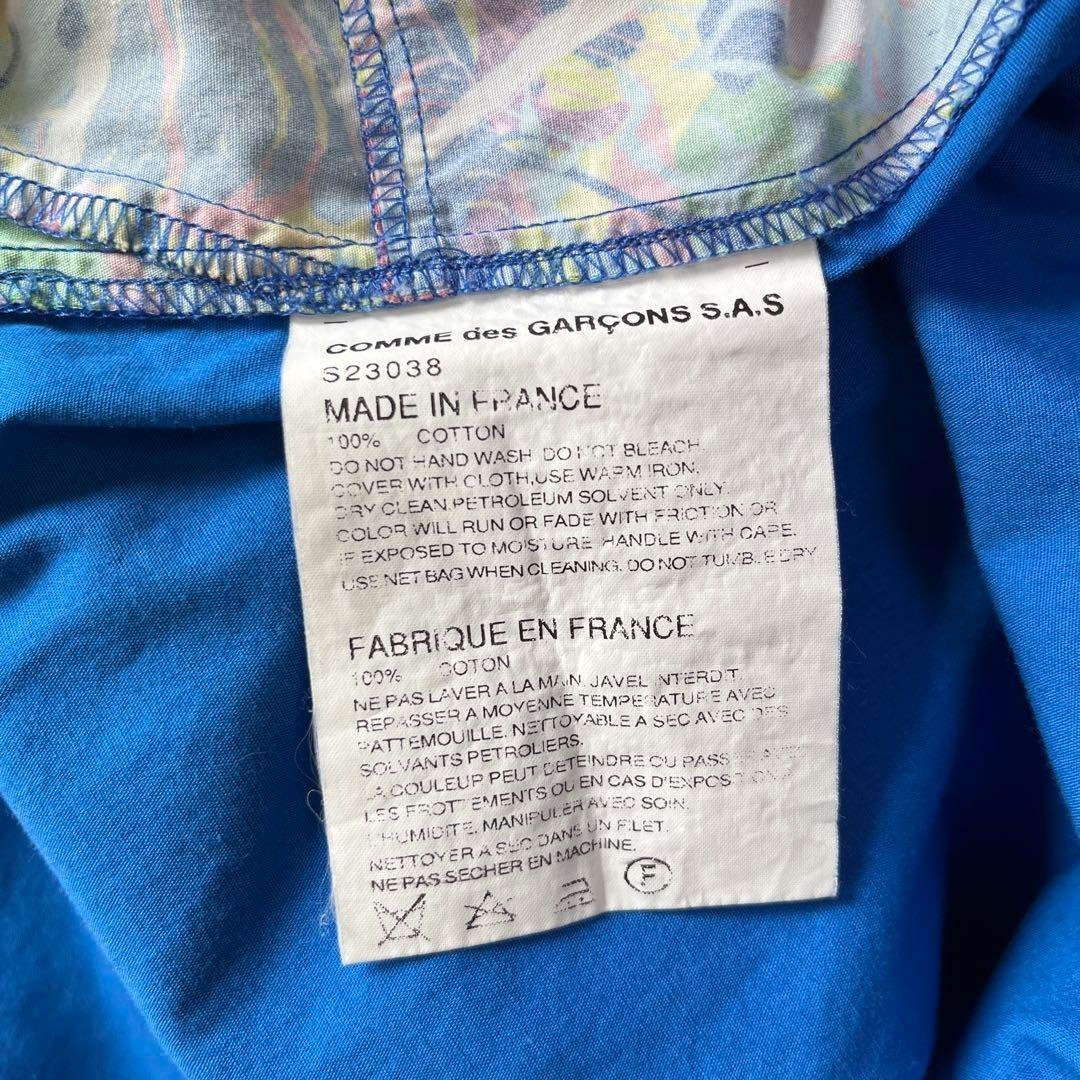 COMME des GARÇONS S.A.S
S23038
MADE IN FRANCE
100% COTTON
DO NOT HAND WASH DO NOT BLEACH
COVER WITH CLOTH,USE WARM IRON.
DRY CLEAN PETROLEUM SOLVENT ONLY.
COLOR WILL RUN OR FADE WITH FRICTION OR
IF EXPOSED TO MOISTURE. HANDLE WITH CARE.
USE NET BAG WHEN CLEANING. DO NOT TUMBLE DRY
FABRIQUE EN FRANCE
100% COTON
NE PAS LAVER A LA MAIN. JAVEL INTERDIT.
REPASSER A MOYENNE TEMPERATURE AVEC
PATTEMOUILLE. NETTOYABLE A SEC AVEC DES
SOLVANTS PETROLIERS.
LA COULEUR PEUT DETEINDRE OU PASSER AVEC
LES FROTTEMENTS OU EN CAS D'EXPOSITION A
L'HUMIDITE. MANIPULER AVEC SOIN.
NETTOYER A SEC DANS UN FILET.
NE PAS SECHER EN MACHINE.